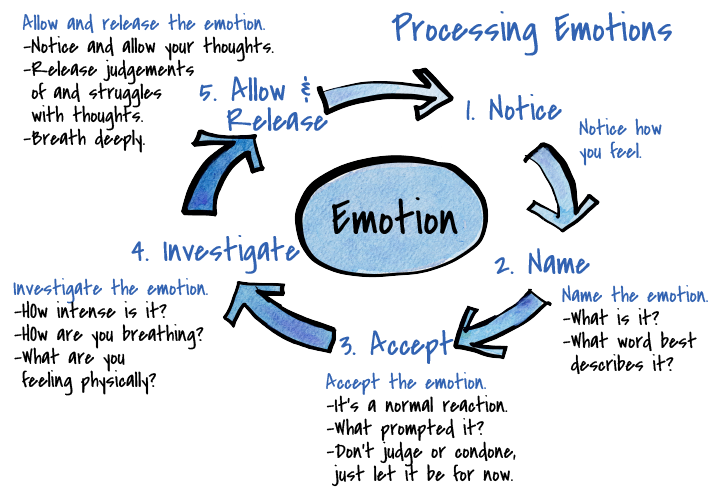 Processing Emotions
Emotion
1. Notice
Notice how
you feel.
2. Name
Name the emotion.
-What is it?
-What word best
describes it?
3. Accept
Accept the emotion.
-It's a normal reaction.
-What prompted it?
-Don't judge or condone,
just let it be for now.
4. Investigate
Investigate the emotion.
-How intense is it?
-How are you breathing?
-What are you
feeling physically?
5. Allow &
Release
Allow and release the emotion.
-Notice and allow your thoughts.
-Release judgements
of and struggles
with thoughts.
-Breath deeply.